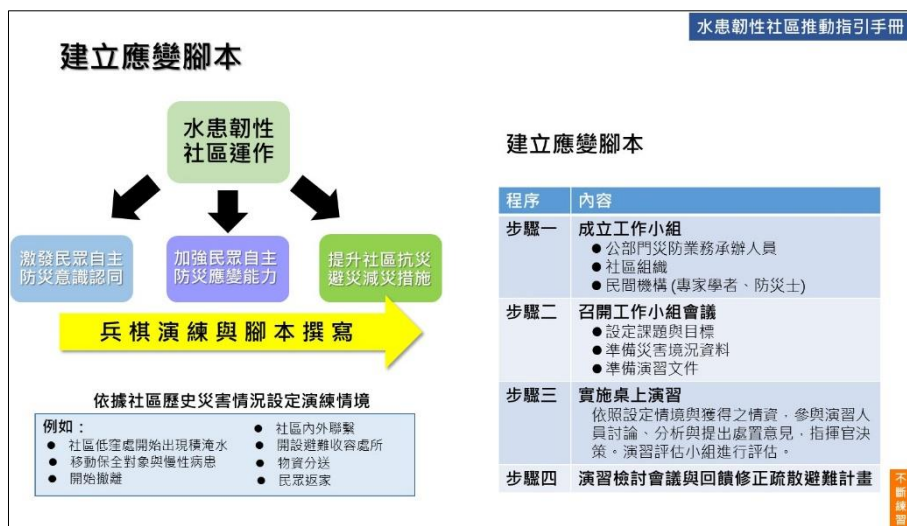 水患韌性社區推動指引手冊
建立應變腳本
水患韌性
社區運作
激發民眾自主
防災意識認同
加強民眾自主
防災應變能力
提升社區抗災
避災減災措施
兵棋演練與腳本撰寫
依據社區歷史災害情況設定演練情境
例如：
● 社區低窪處開始出現積淹水
● 移動保全對象與慢性病患
● 開始撤離
● 社區內外聯繫
● 開設避難收容處所
● 物資分送
● 民眾返家
建立應變腳本
程序 內容
步驟一 成立工作小組
● 公部門災防業務承辦人員
● 社區組織
● 民間機構 (專家學者、防災士)
步驟二 召開工作小組會議
● 設定課題與目標
● 準備災害境況資料
● 準備演習文件
步驟三 實施桌上演習
依照設定情境與獲得之情資，參與演習人
員討論、分析與提出處置意見，指揮官決
策。演習評估小組進行評估。
步驟四 演習檢討會議與回饋修正疏散避難計畫
不斷練習